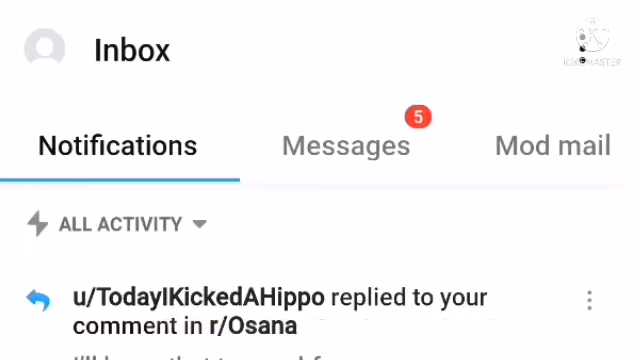 Inbox
KINEMASTER
Notifications
Messages
5
Mod mail
ALL ACTIVITY
u/TodayIKickedAHippo replied to your
comment in r/Osana